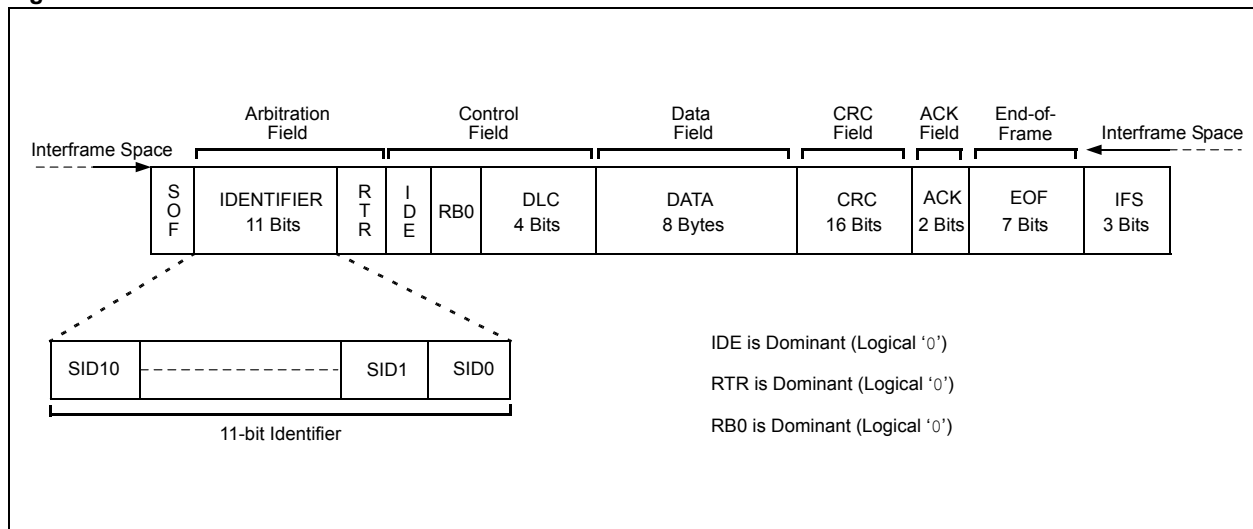 Arbitration
Field
Control
Field
Data
Field
CRC
Field
ACK
Field
End-of-
Frame
Interframe Space
Interframe Space
SOF
IDENTIFIER
11 Bits
RTR
IDE
RB0
DLC
4 Bits
DATA
8 Bytes
CRC
16 Bits
ACK
2 Bits
EOF
7 Bits
IFS
3 Bits
SID10
SID1
SID0
11-bit Identifier
IDE is Dominant (Logical ‘0’)
RTR is Dominant (Logical ‘0’)
RB0 is Dominant (Logical ‘0’)